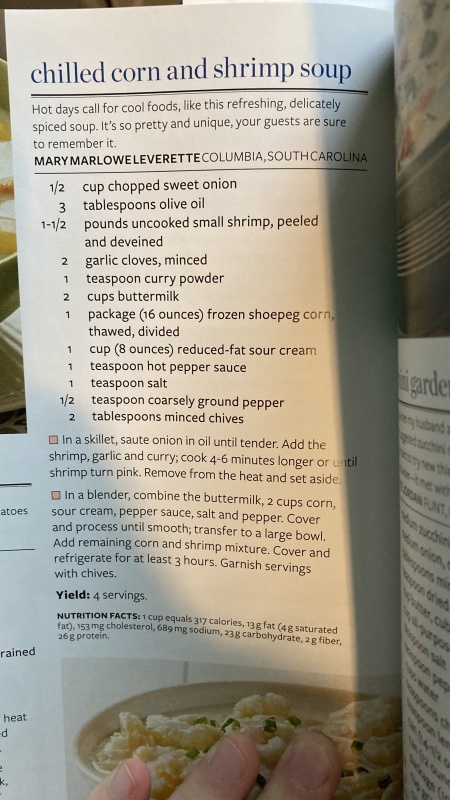 chilled corn and shrimp soup
Hot days call for cool foods, like this refreshing, delicately
spiced soup. It's so pretty and unique, your guests are sure
to remember it.
MARY MARLOWE LEVERETTE COLUMBIA, SOUTH CAROLINA
1/2 cup chopped sweet onion
3 tablespoons olive oil
1-1/2 pounds uncooked small shrimp, peeled
and deveined
2 garlic cloves, minced
1 teaspoon curry powder
2 cups buttermilk
1 package (16 ounces) frozen shoepeg corn,
thawed, divided
1 cup (8 ounces) reduced-fat sour cream
1 teaspoon hot pepper sauce
1 teaspoon salt
1/2 teaspoon coarsely ground pepper
2 tablespoons minced chives
In a skillet, saute onion in oil until tender. Add the
shrimp, garlic and curry; cook 4-6 minutes longer or until
shrimp turn pink. Remove from the heat and set aside.
In a blender, combine the buttermilk, 2 cups corn,
sour cream, pepper sauce, salt and pepper. Cover
and process until smooth; transfer to a large bowl.
Add remaining corn and shrimp mixture. Cover and
refrigerate for at least 3 hours. Garnish servings
with chives.
Yield: 4 servings.
NUTRITION FACTS: 1 cup equals 317 calories, 13 g fat (4 g saturated
fat), 153 mg cholesterol, 689 mg sodium, 23 g carbohydrate, 2 g fiber,
26 g protein.
atoes
rained
heat
d
k,
ini garde
my husband a
FLINT,